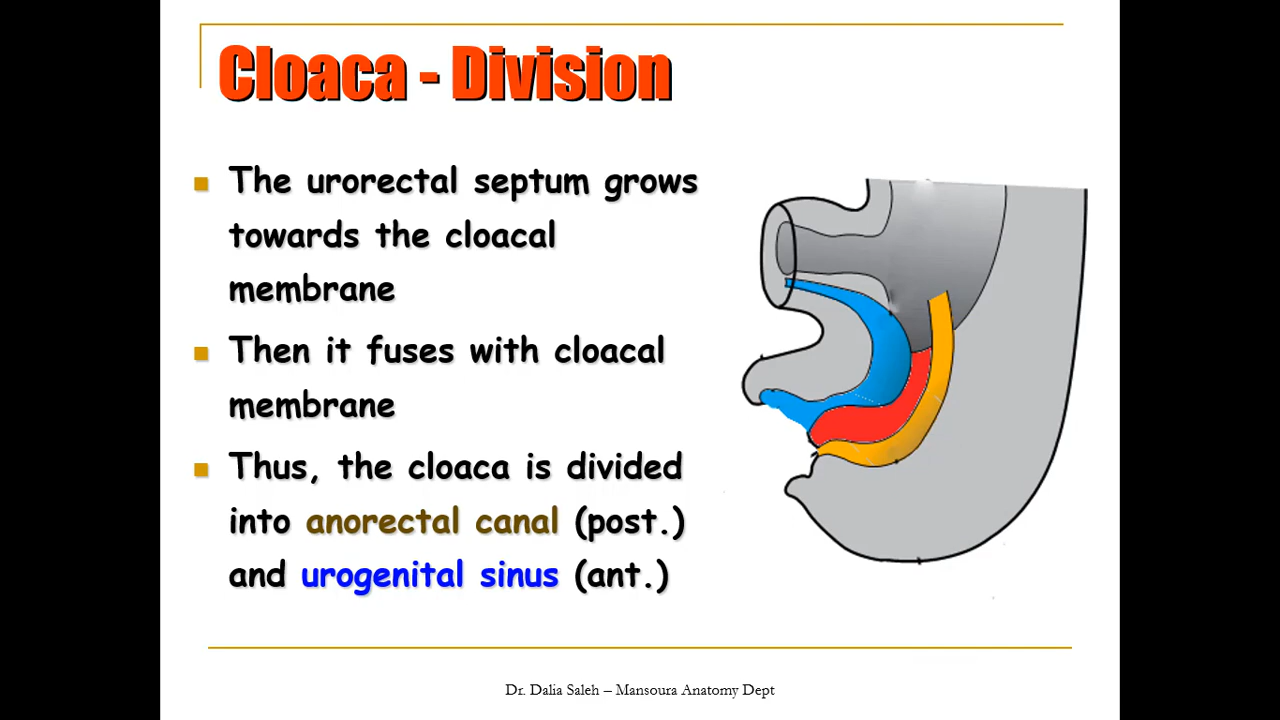 Cloaca - Division
The urorectal septum grows
towards the cloacal
membrane
Then it fuses with cloacal
membrane
Thus, the cloaca is divided
into anorectal canal (post.)
and urogenital sinus (ant.)
Dr. Dalia Saleh – Mansoura Anatomy Dept